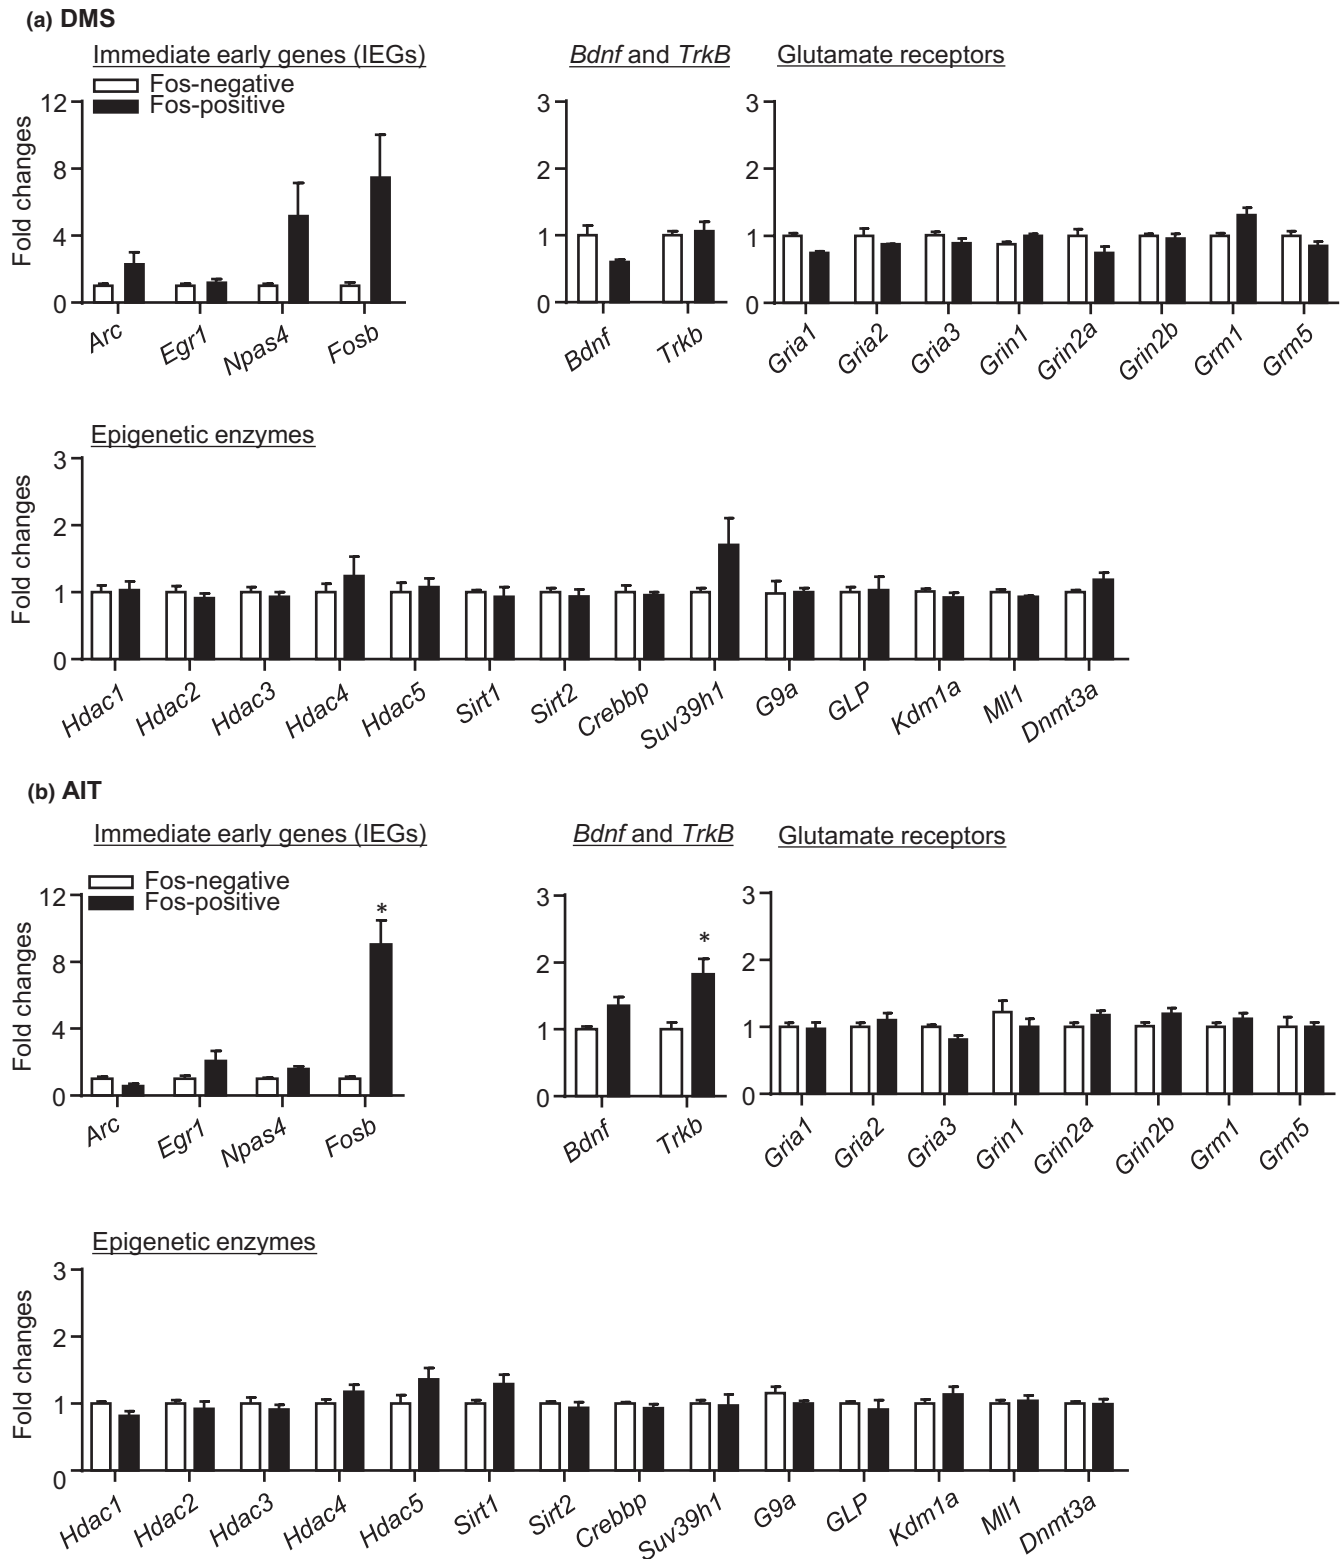 (a) DMS
Immediate early genes (IEGs)
Bdnf and TrkB
Glutamate receptors
Fos-negative
Fos-positive
Fold changes
12
8
4
0
Arc
Egr1
Npas4
Fosb
3
2
1
0
Bdnf
Trkb
3
2
1
0
Gria1
Gria2
Gria3
Grin1
Grin2a
Grin2b
Grm1
Grm5
Epigenetic enzymes
Fold changes
3
2
1
0
Hdac1
Hdac2
Hdac3
Hdac4
Hdac5
Sirt1
Sirt2
Crebbp
Suv39h1
G9a
GLP
Kdm1a
Mll1
Dnmt3a
(b) AIT
Immediate early genes (IEGs)
Bdnf and TrkB
Glutamate receptors
Fos-negative
Fos-positive
Fold changes
12
8
4
0
*
Arc
Egr1
Npas4
Fosb
3
2
1
0
*
Bdnf
Trkb
3
2
1
0
Gria1
Gria2
Gria3
Grin1
Grin2a
Grin2b
Grm1
Grm5
Epigenetic enzymes
Fold changes
3
2
1
0
Hdac1
Hdac2
Hdac3
Hdac4
Hdac5
Sirt1
Sirt2
Crebbp
Suv39h1
G9a
GLP
Kdm1a
Mll1
Dnmt3a